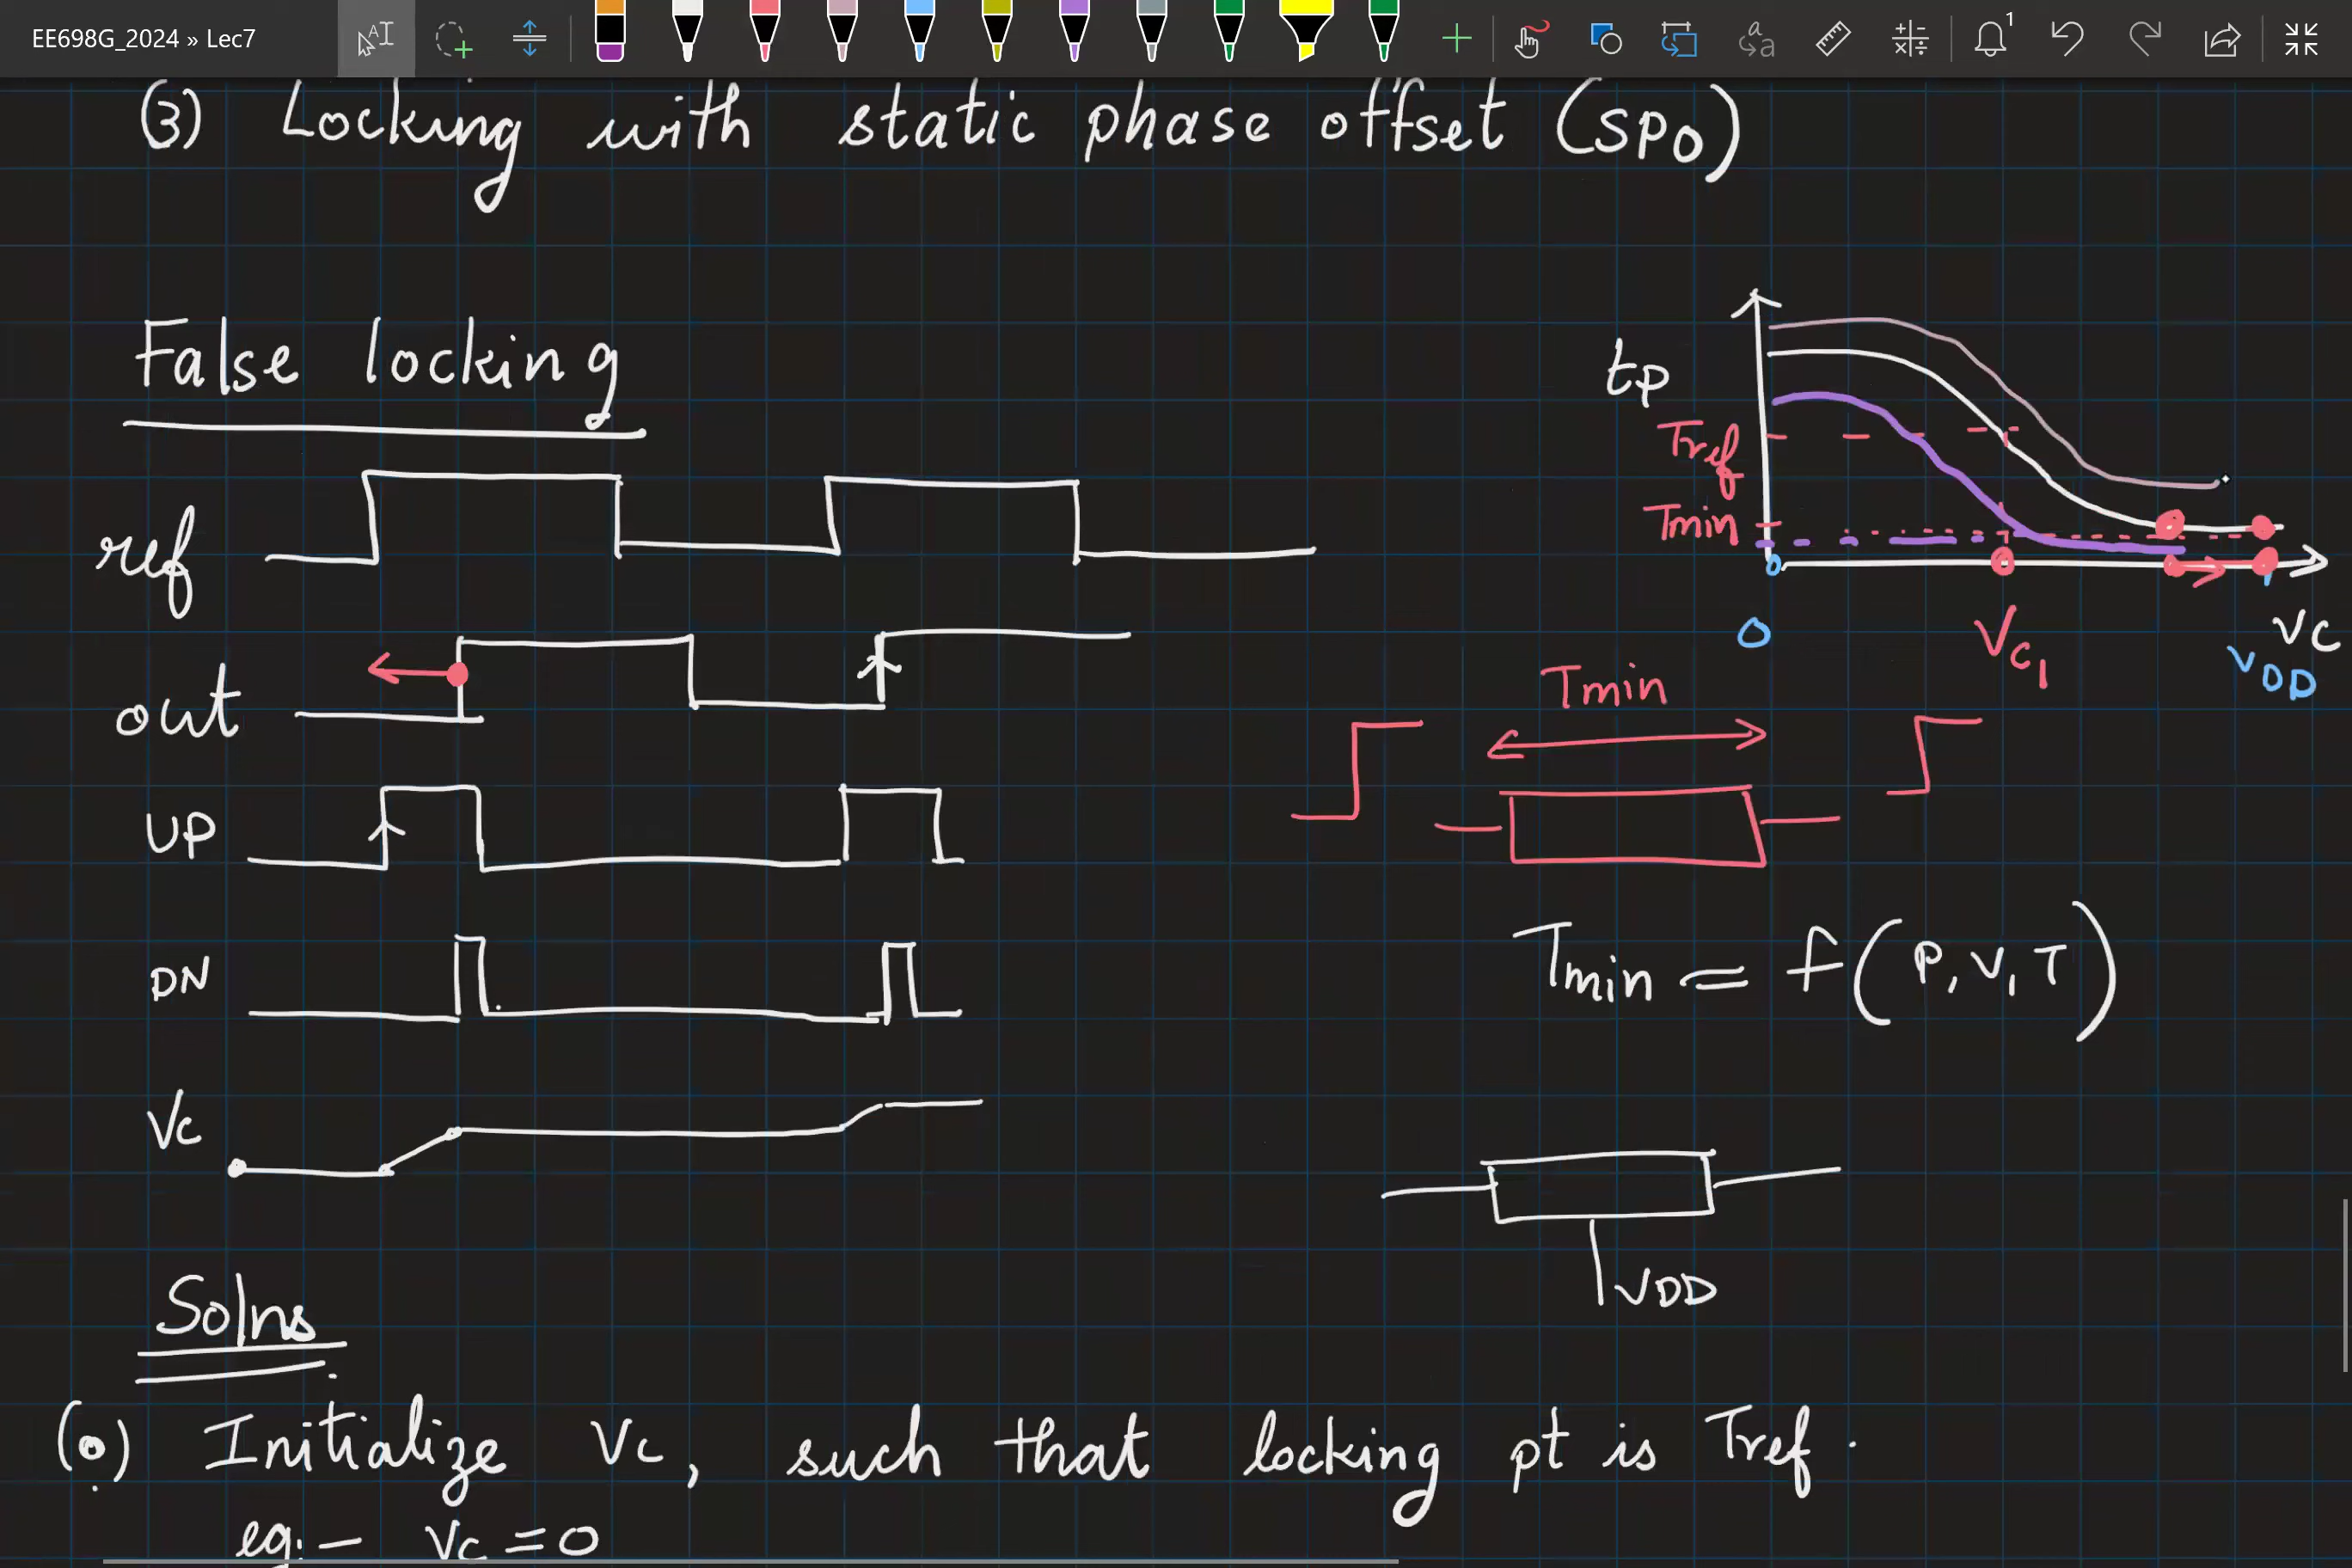 EE698G_2024 » Lec7
(3) Locking with static phase offset (SPO)
False locking
ref
out
UP
DN
Vc
tp
Tref
Tmin
0
Vc1
Vc
VDD
Tmin
Tmin = f(P,V,T)
VDD
Solns
(0) Initialize Vc, such that locking pt is Tref.
eg:- Vc = 0